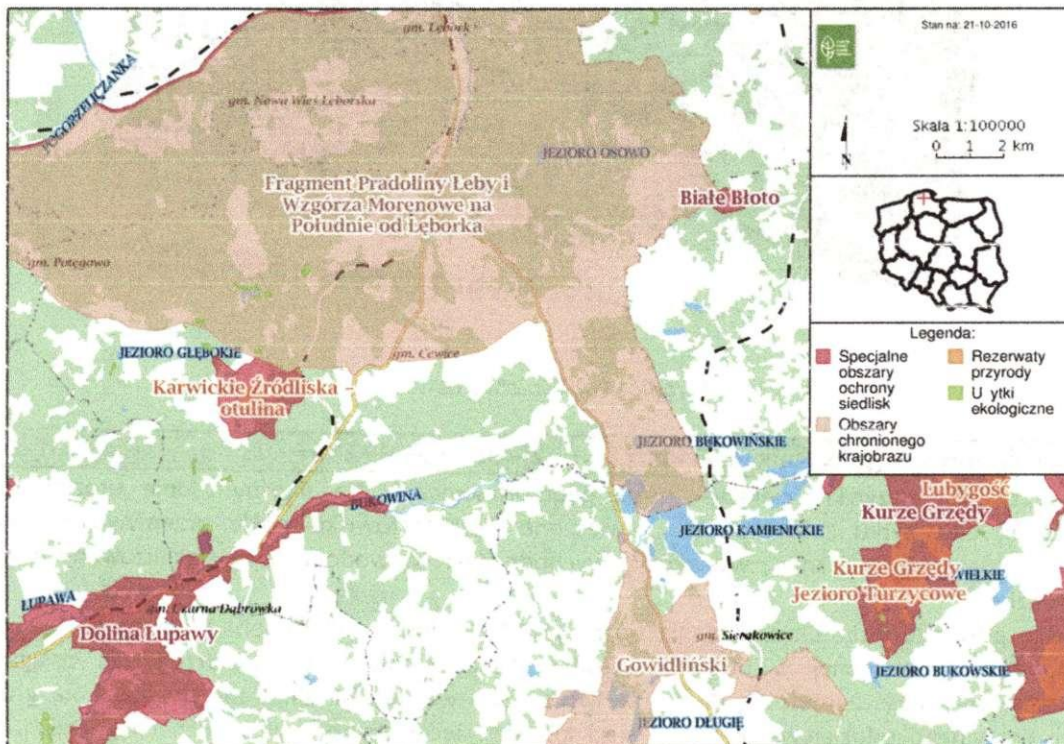 Stan na: 21-10-2016
Skala 1:100000
0 1 2 km
N
Legenda:
Specjalne
obszary
ochrony
siedlisk
Obszary
chronionego
krajobrazu
Rezerwaty
przyrody
U ytki
ekologiczne
gm. Lębork
POGORZELICZANKA
gm. Nowa Wieś Lęborska
JEZIORO OSOWO
Fragment Pradoliny Łeby i
Wzgórza Morenowe na
Południe od Lęborka
Białe Błoto
gm. Potęgowo
JEZIORO GŁĘBOKIE
gm. Cewice
Karwickie Źródliska –
otulina
JEZIORO BUKOWIŃSKIE
BUKOWINA
Łubygość
Kurze Grzędy
JEZIORO KAMIENICKIE
Kurze Grzędy
WIELKIE
Jezioro Turzycowe
ŁUPAWA
gm. Czarna Dąbrówka
Dolina Łupawy
gm. Sierakowice
Gowidliński
JEZIORO BUKOWSKIE
JEZIORO DŁUGIE